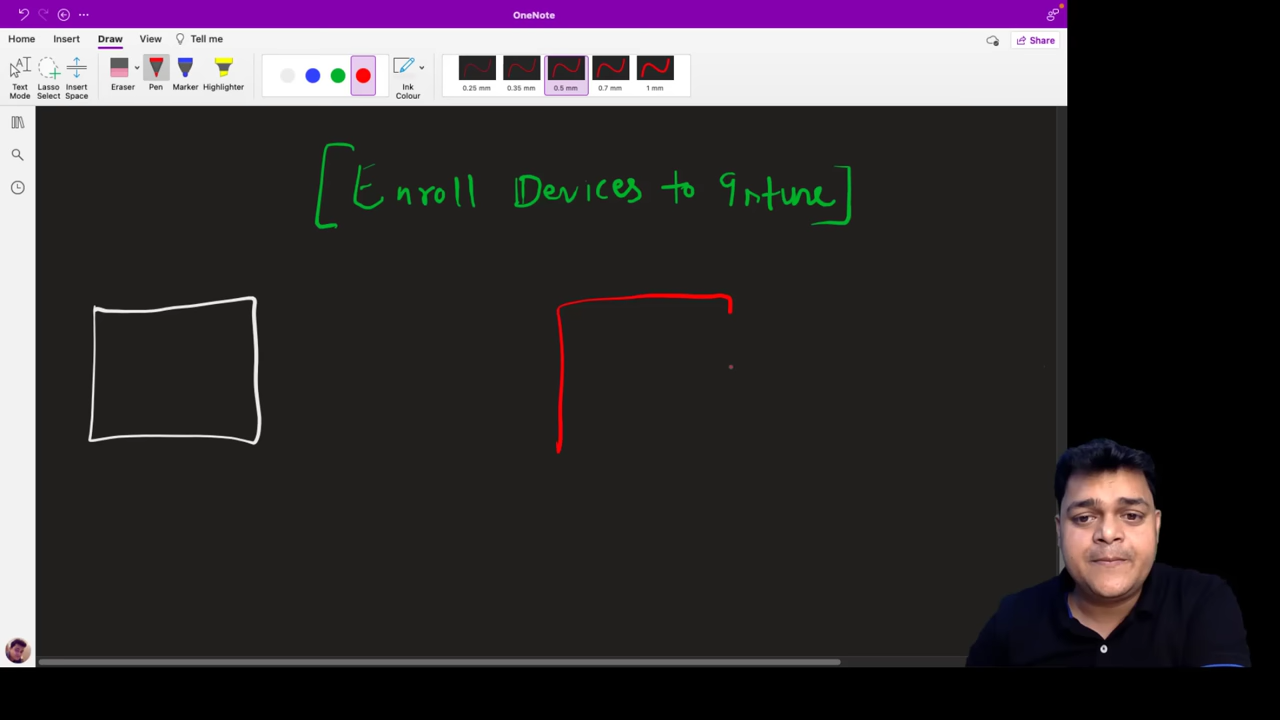 OneNote
Home Insert Draw View Tell me
Share
Text Mode
Lasso Select
Insert Space
Eraser
Pen
Marker
Highlighter
Ink Colour
0.25 mm
0.35 mm
0.5 mm
0.7 mm
1 mm
[Enroll Devices to Intune]